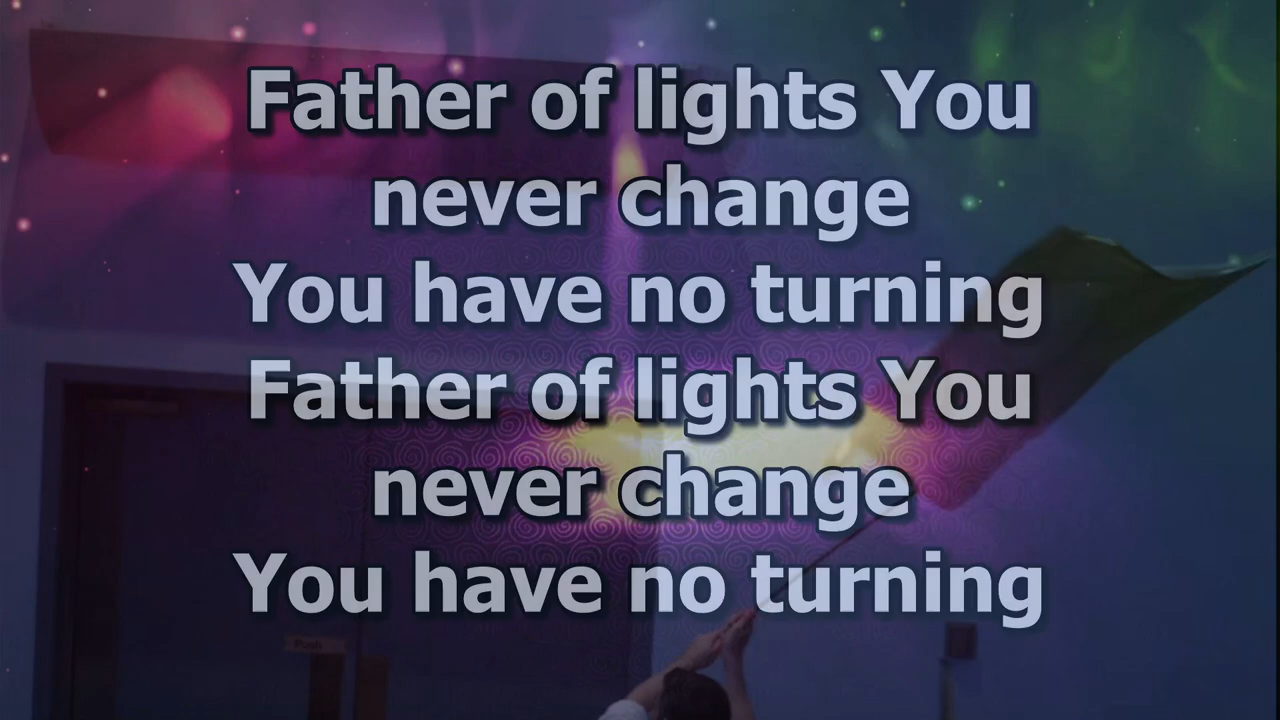 Father of lights You
never change
You have no turning
Father of lights You
never change
You have no turning
Push